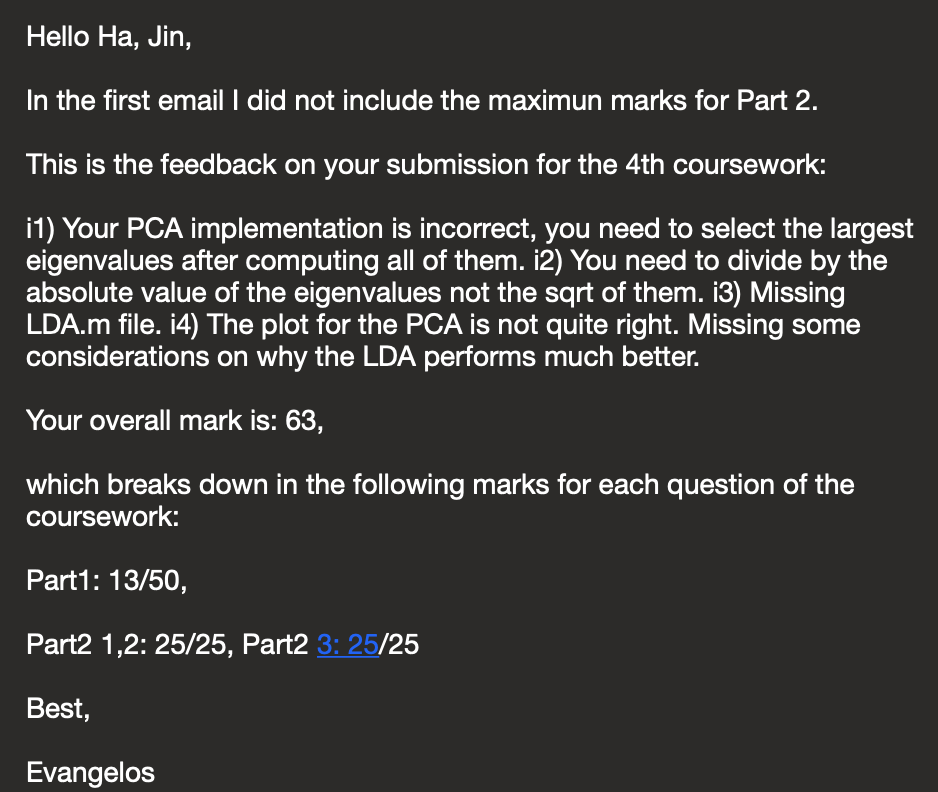 Hello Ha, Jin,
In the first email I did not include the maximun marks for Part 2.
This is the feedback on your submission for the 4th coursework:
i1) Your PCA implementation is incorrect, you need to select the largest
eigenvalues after computing all of them. i2) You need to divide by the
absolute value of the eigenvalues not the sqrt of them. i3) Missing
LDA.m file. i4) The plot for the PCA is not quite right. Missing some
considerations on why the LDA performs much better.
Your overall mark is: 63,
which breaks down in the following marks for each question of the
coursework:
Part1: 13/50,
Part2 1,2: 25/25, Part2 3: 25/25
Best,
Evangelos